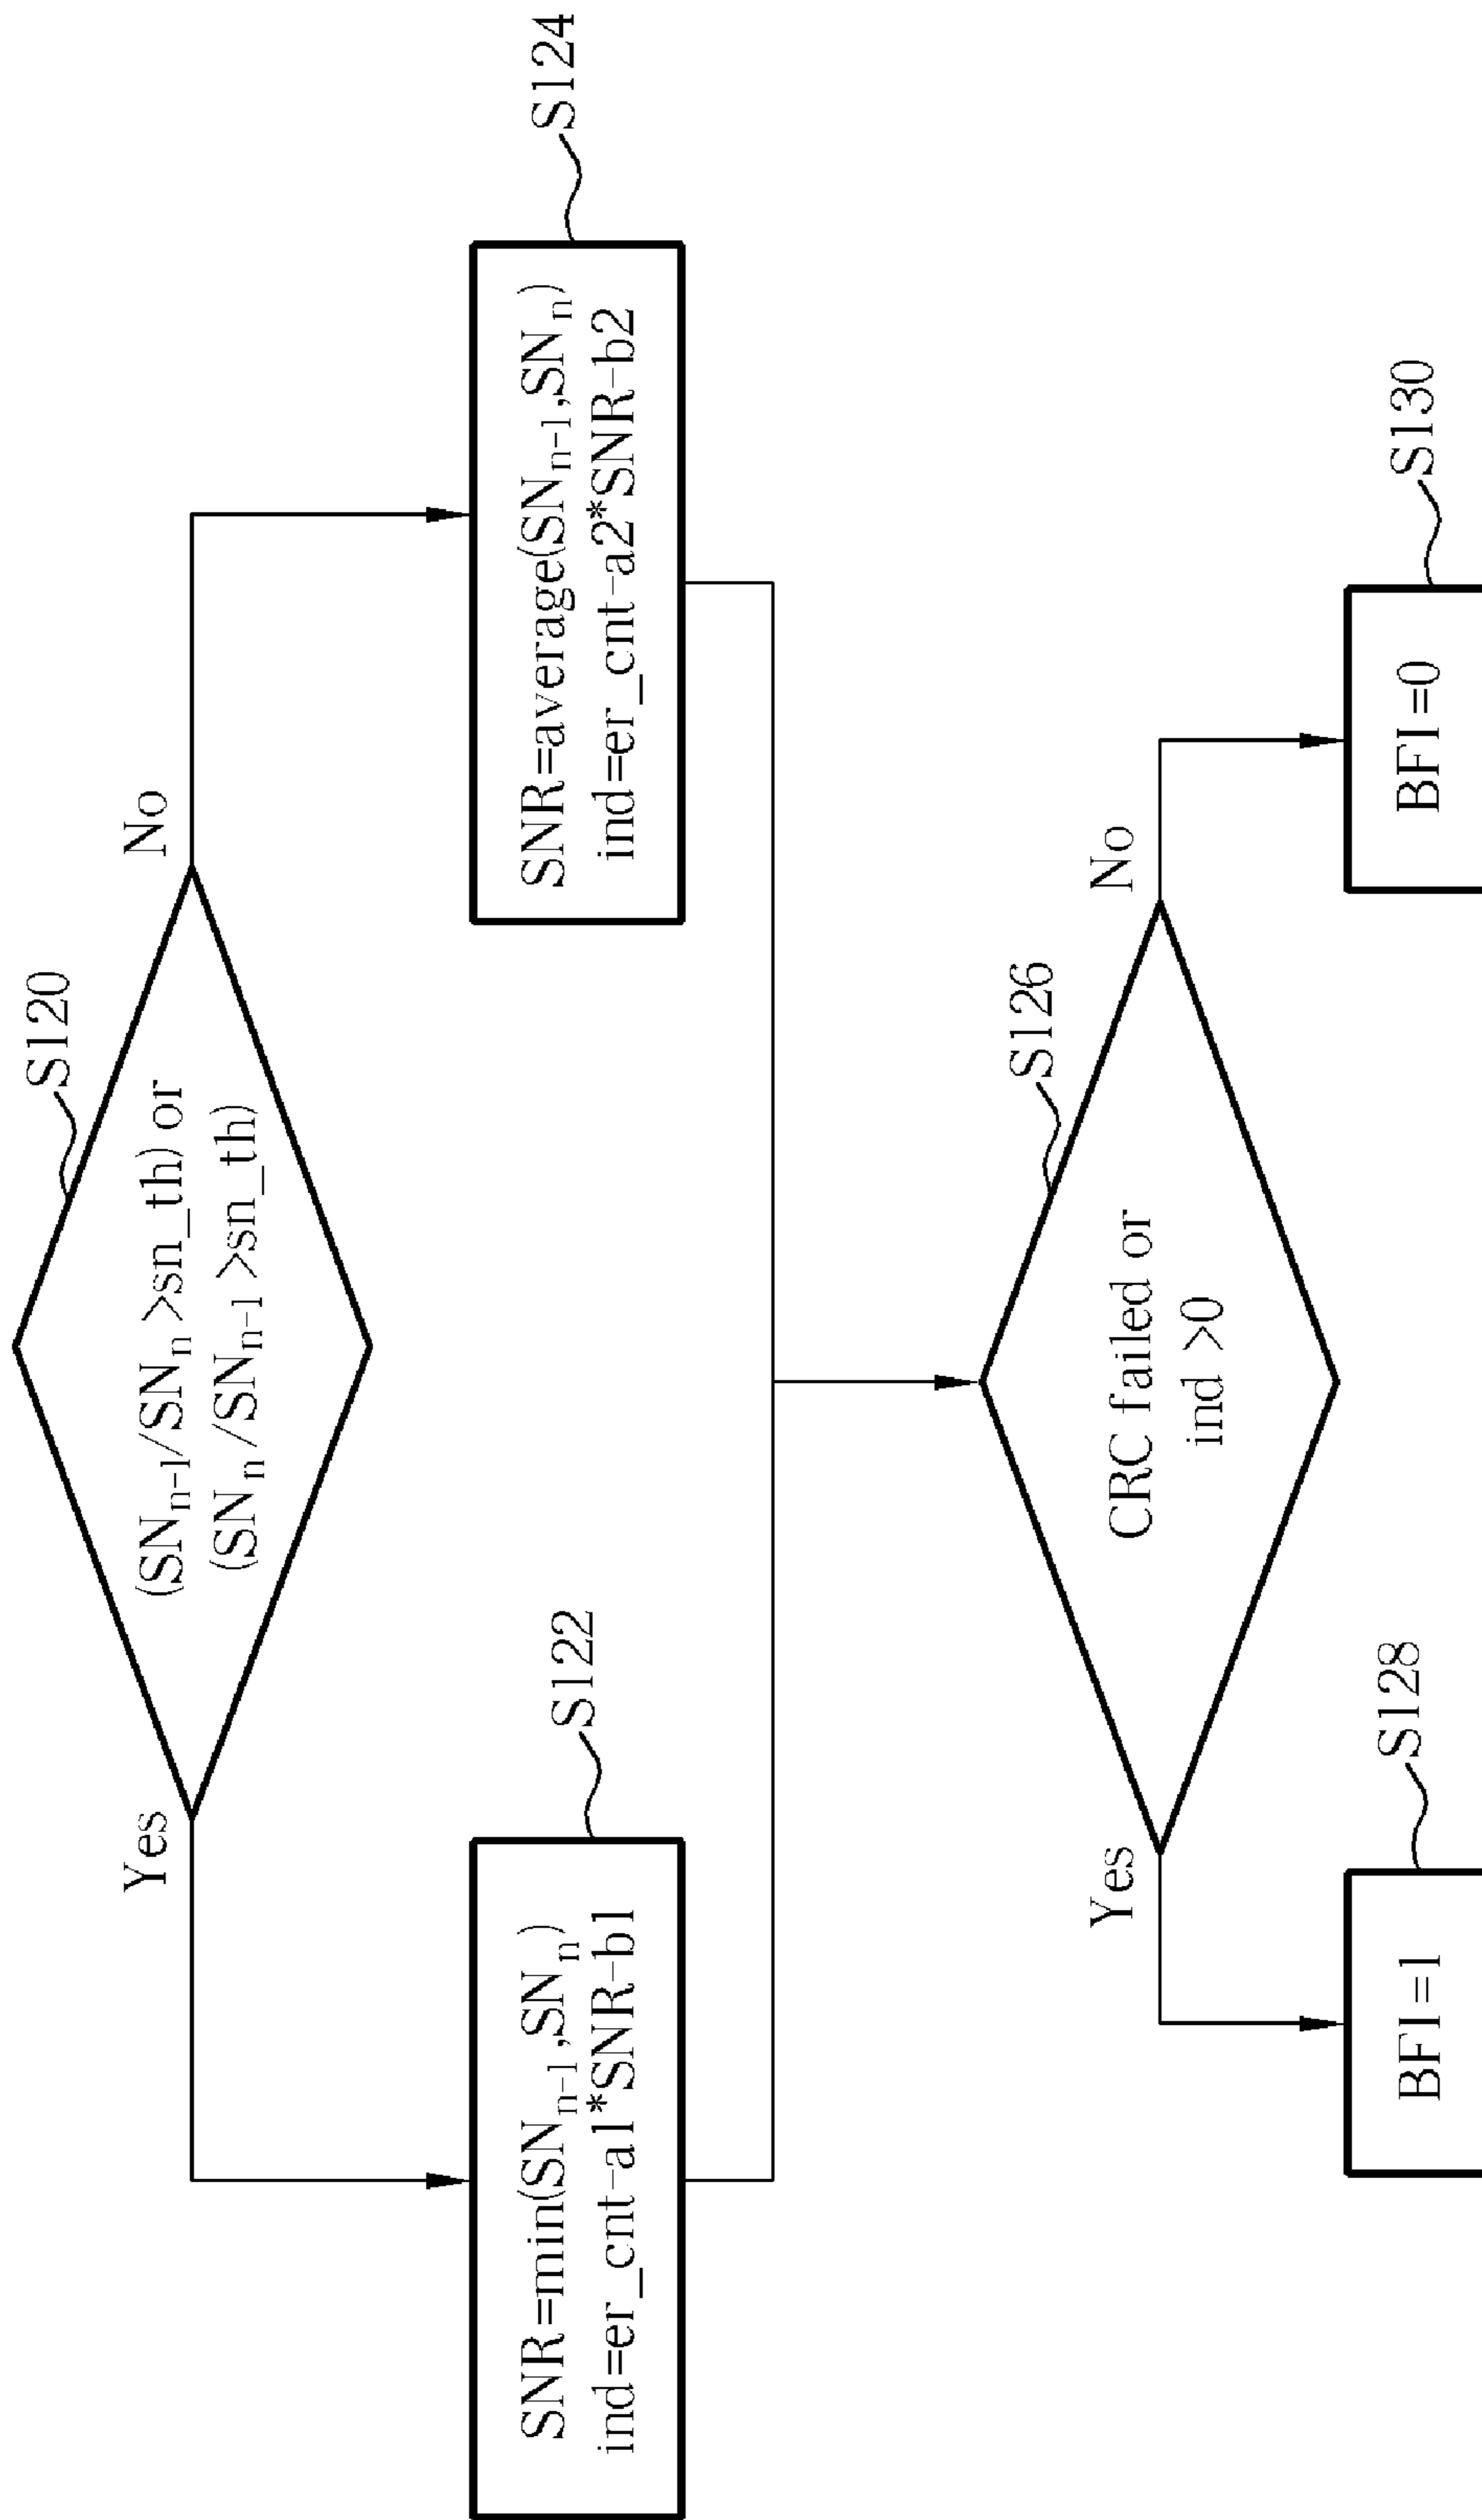 S120
(SNn-1/SNn>sn_th) or
(SNn/SNn-1>sn_th)
Yes
No
S122
SNR=min(SNn-1,SNn)
ind=er_cnt-a1*SNR-b1
S124
SNR=average(SNn-1,SNn)
ind=er_cnt-a2*SNR-b2
S126
CRC failed or
ind >0
Yes
No
S128
BFI=1
S130
BFI=0